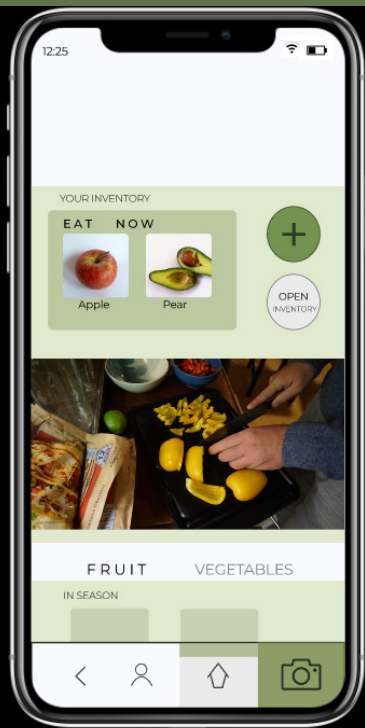 12:25
YOUR INVENTORY
EAT NOW
Apple
Pear
OPEN
INVENTORY
FRUIT
VEGETABLES
IN SEASON